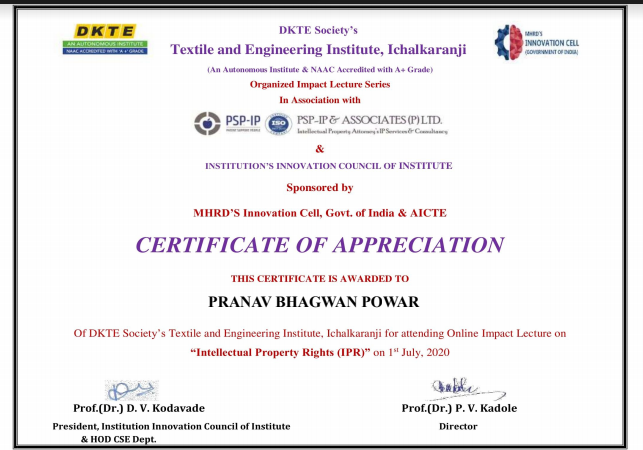 DKTE
AN AUTONOMOUS INSTITUTE
NAAC ACCREDITED WITH 'A+' GRADE
DKTE Society's
Textile and Engineering Institute, Ichalkaranji
(An Autonomous Institute & NAAC Accredited with A+ Grade)
MHRD'S
INNOVATION CELL
(GOVERNMENT OF INDIA)
Organized Impact Lecture Series
In Association with
PSP-IP
ISO
PSP-IP & ASSOCIATES (P) LTD.
Intellectual Property Attorney's IP Services & Consultancy
&
INSTITUTION'S INNOVATION COUNCIL OF INSTITUTE
Sponsored by
MHRD'S Innovation Cell, Govt. of India & AICTE
CERTIFICATE OF APPRECIATION
THIS CERTIFICATE IS AWARDED TO
PRANAV BHAGWAN POWAR
Of DKTE Society's Textile and Engineering Institute, Ichalkaranji for attending Online Impact Lecture on
“Intellectual Property Rights (IPR)” on 1st July, 2020
Prof.(Dr.) D. V. Kodavade
President, Institution Innovation Council of Institute
& HOD CSE Dept.
Prof.(Dr.) P. V. Kadole
Director